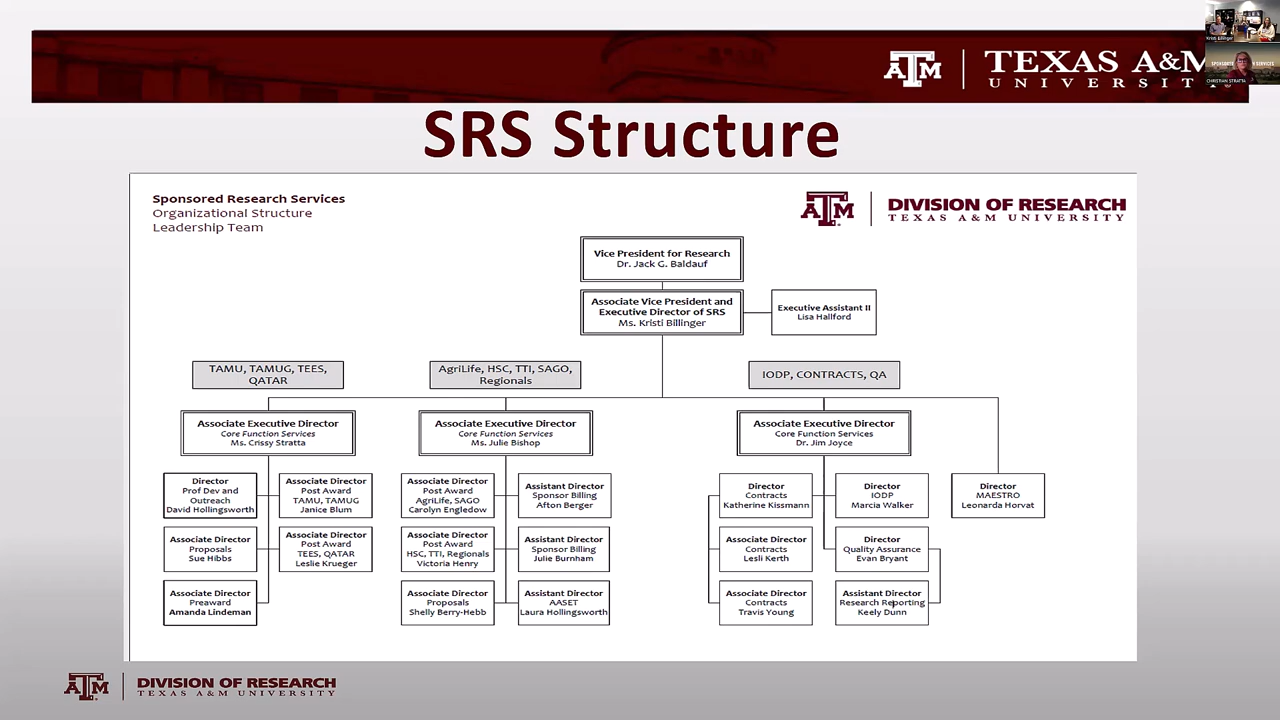 Kristi Billinger
CHRISTIAN STRATTA
TEXAS A&M
UNIVERSITY
SRS Structure
Sponsored Research Services
Organizational Structure
Leadership Team
DIVISION OF RESEARCH
TEXAS A&M UNIVERSITY
Vice President for Research
Dr. Jack G. Baldauf
Associate Vice President and
Executive Director of SRS
Ms. Kristi Billinger
Executive Assistant II
Lisa Hallford
TAMU, TAMUG, TEES,
QATAR
AgriLife, HSC, TTI, SAGO,
Regionals
IODP, CONTRACTS, QA
Associate Executive Director
Core Function Services
Ms. Crissy Stratta
Associate Executive Director
Core Function Services
Ms. Julie Bishop
Associate Executive Director
Core Function Services
Dr. Jim Joyce
Director
Prof Dev and
Outreach
David Hollingsworth
Associate Director
Post Award
TAMU, TAMUG
Janice Blum
Associate Director
Post Award
AgriLife, SAGO
Carolyn Engledow
Assistant Director
Sponsor Billing
Afton Berger
Director
Contracts
Katherine Kissmann
Director
IODP
Marcia Walker
Director
MAESTRO
Leonarda Horvat
Associate Director
Proposals
Sue Hibbs
Associate Director
Post Award
TEES, QATAR
Leslie Krueger
Associate Director
Post Award
HSC, TTI, Regionals
Victoria Henry
Assistant Director
Sponsor Billing
Julie Burnham
Associate Director
Contracts
Lesli Kerth
Director
Quality Assurance
Evan Bryant
Associate Director
Preaward
Amanda Lindeman
Associate Director
Proposals
Shelly Berry-Hebb
Assistant Director
AASET
Laura Hollingsworth
Associate Director
Contracts
Travis Young
Assistant Director
Research Reporting
Keely Dunn
DIVISION OF RESEARCH
TEXAS A&M UNIVERSITY